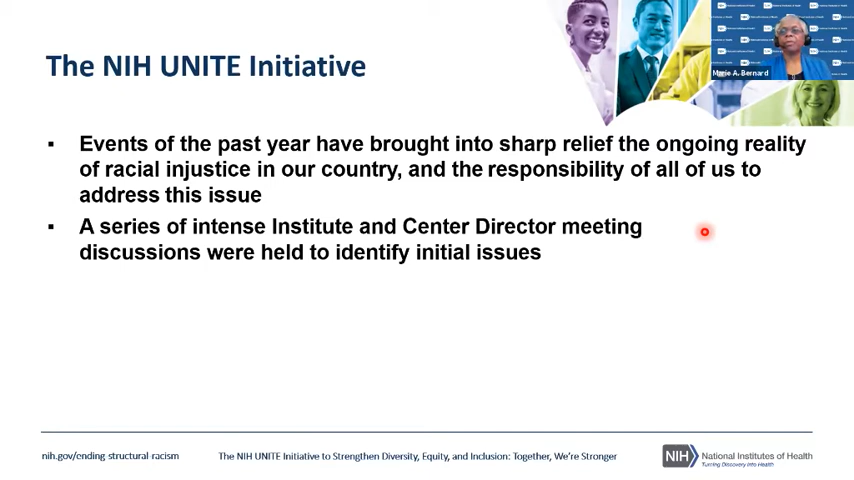 The NIH UNITE Initiative
Marie A. Bernard
▪ Events of the past year have brought into sharp relief the ongoing reality
of racial injustice in our country, and the responsibility of all of us to
address this issue
▪ A series of intense Institute and Center Director meeting
discussions were held to identify initial issues
nih.gov/ending-structural-racism
The NIH UNITE Initiative to Strengthen Diversity, Equity, and Inclusion: Together, We're Stronger
NIH
National Institutes of Health
Turning Discovery Into Health